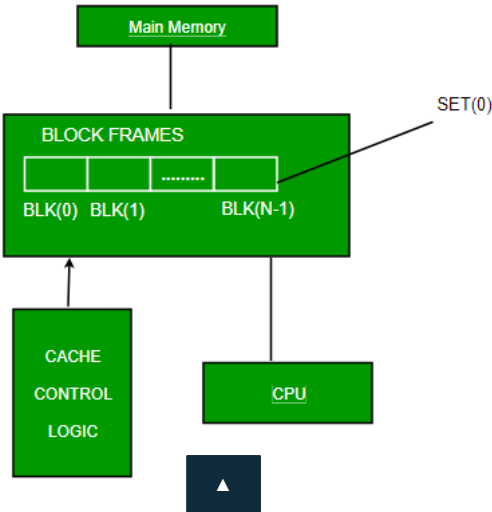 Main Memory
SET(0)
BLOCK FRAMES
.........
BLK(0) BLK(1) BLK(N-1)
CACHE
CONTROL
LOGIC
CPU
▲